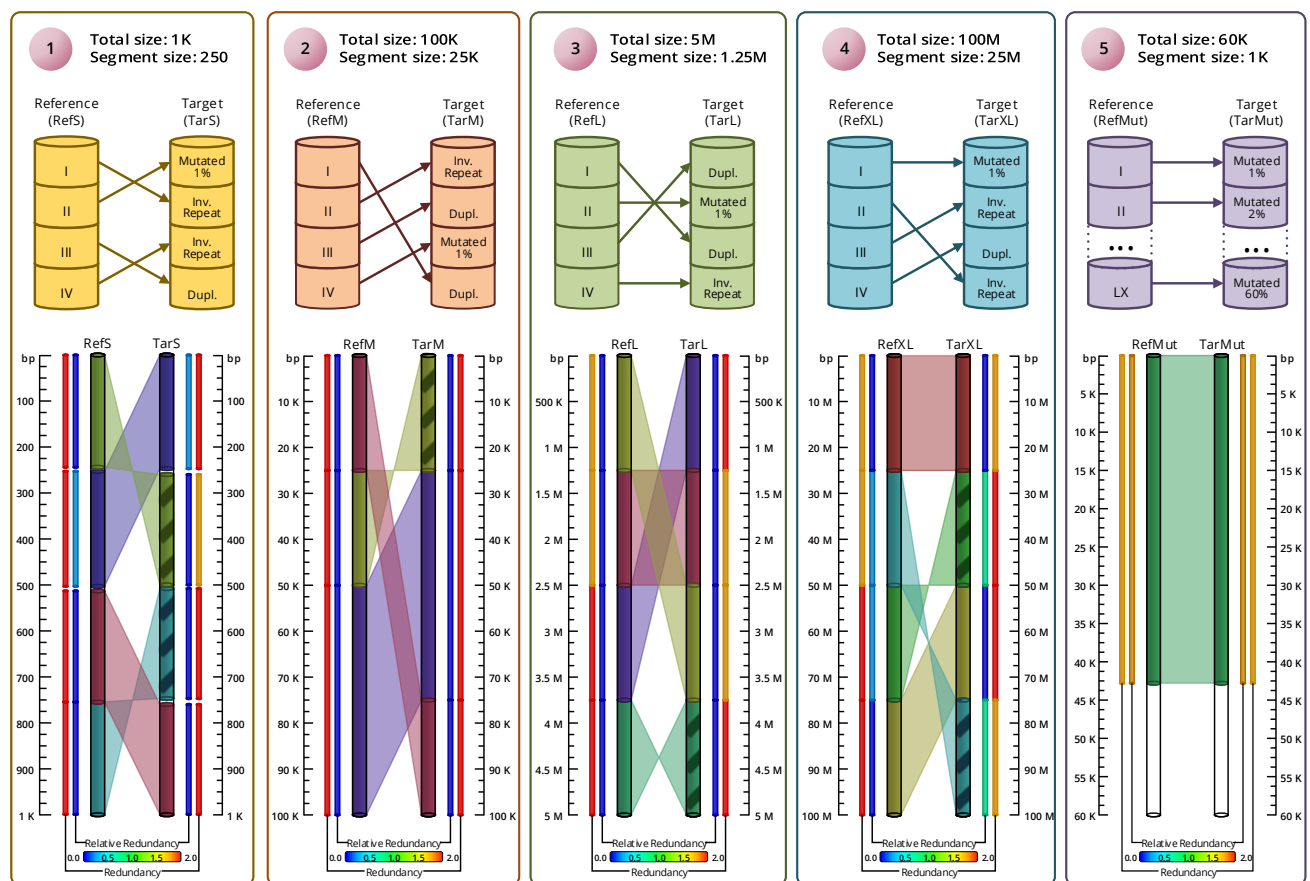 1
Total size: 1K
Segment size: 250
Reference
(RefS)
Target
(TarS)
I
II
III
IV
Mutated
1%
Inv.
Repeat
Inv.
Repeat
Dupl.
RefS
TarS
bp
100
200
300
400
500
600
700
800
900
1 K
bp
100
200
300
400
500
600
700
800
900
1 K
Relative Redundancy
0.0 0.5 1.0 1.5 2.0
Redundancy
2
Total size: 100K
Segment size: 25K
Reference
(RefM)
Target
(TarM)
I
II
III
IV
Inv.
Repeat
Dupl.
Mutated
1%
Dupl.
RefM
TarM
bp
10 K
20 K
30 K
40 K
50 K
60 K
70 K
80 K
90 K
100 K
bp
10 K
20 K
30 K
40 K
50 K
60 K
70 K
80 K
90 K
100 K
Relative Redundancy
0.0 0.5 1.0 1.5 2.0
Redundancy
3
Total size: 5M
Segment size: 1.25M
Reference
(RefL)
Target
(TarL)
I
II
III
IV
Dupl.
Mutated
1%
Dupl.
Inv.
Repeat
RefL
TarL
bp
500 K
1 M
1.5 M
2 M
2.5 M
3 M
3.5 M
4 M
4.5 M
5 M
bp
500 K
1 M
1.5 M
2 M
2.5 M
3 M
3.5 M
4 M
4.5 M
5 M
Relative Redundancy
0.0 0.5 1.0 1.5 2.0
Redundancy
4
Total size: 100M
Segment size: 25M
Reference
(RefXL)
Target
(TarXL)
I
II
III
IV
Mutated
1%
Inv.
Repeat
Dupl.
Inv.
Repeat
RefXL
TarXL
bp
10 M
20 M
30 M
40 M
50 M
60 M
70 M
80 M
90 M
100 M
bp
10 M
20 M
30 M
40 M
50 M
60 M
70 M
80 M
90 M
100 M
Relative Redundancy
0.0 0.5 1.0 1.5 2.0
Redundancy
5
Total size: 60K
Segment size: 1K
Reference
(RefMut)
Target
(TarMut)
I
II
...
LX
Mutated
1%
Mutated
2%
...
Mutated
60%
RefMut
TarMut
bp
5 K
10 K
15 K
20 K
25 K
30 K
35 K
40 K
45 K
50 K
55 K
60 K
bp
5 K
10 K
15 K
20 K
25 K
30 K
35 K
40 K
45 K
50 K
55 K
60 K
Relative Redundancy
0.0 0.5 1.0 1.5 2.0
Redundancy